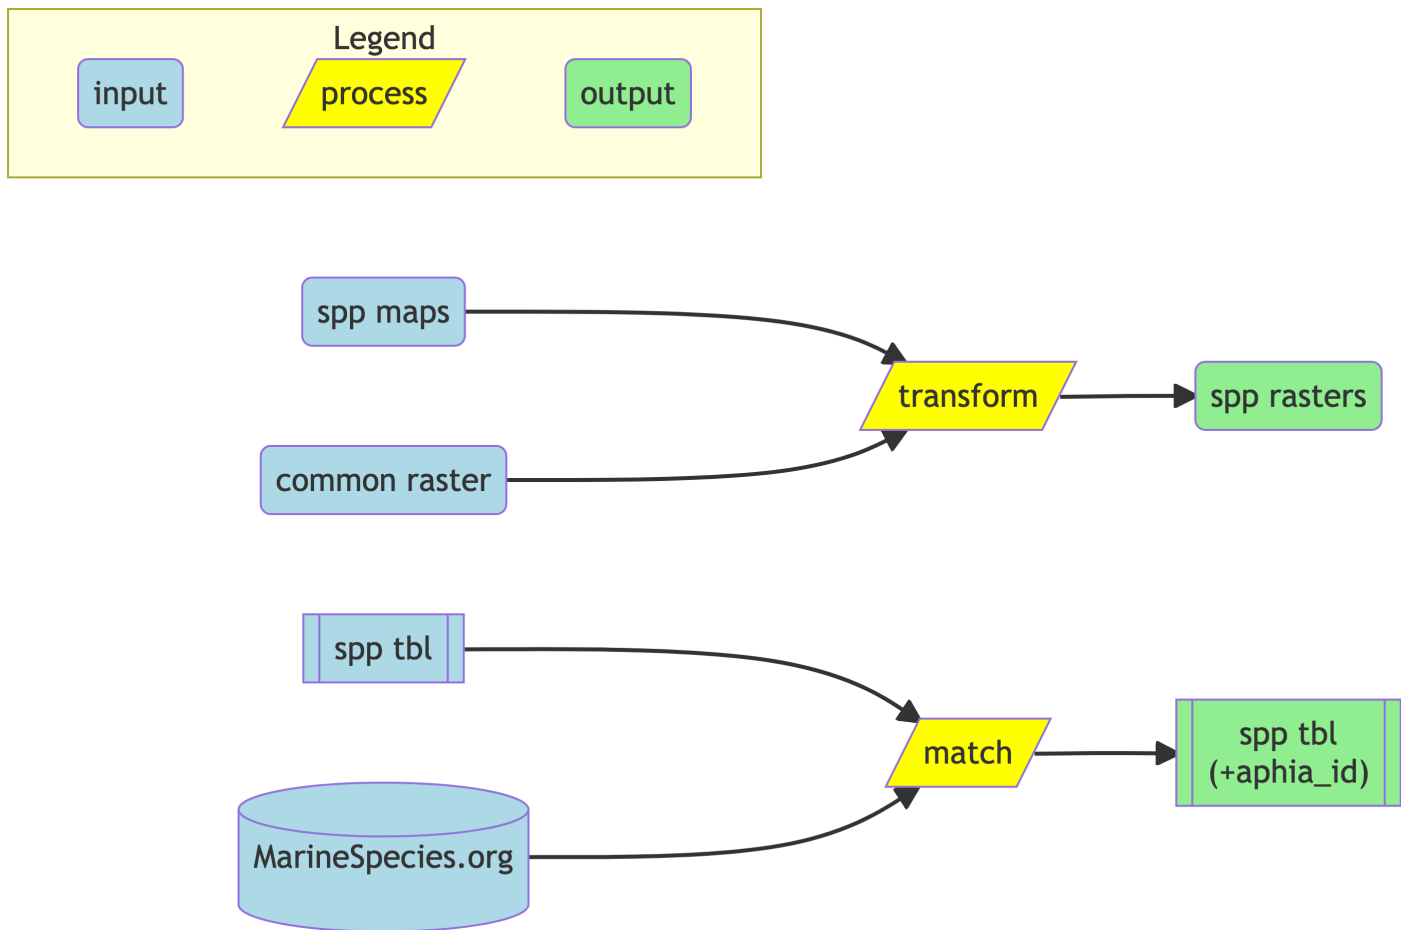 Legend
input
process
output
spp maps
transform
spp rasters
common raster
spp tbl
match
spp tbl
(+aphia_id)
MarineSpecies.org